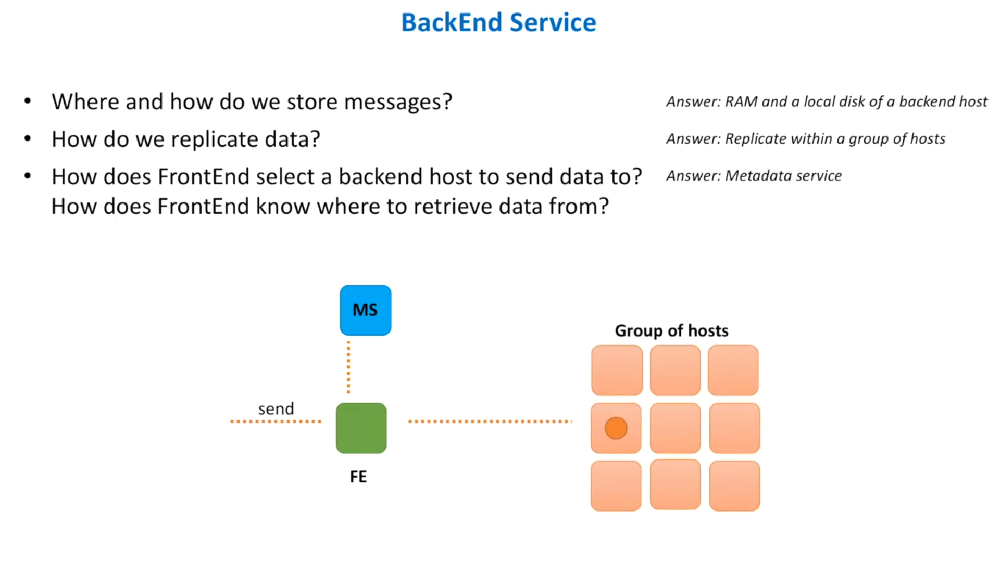 BackEnd Service
• Where and how do we store messages?
Answer: RAM and a local disk of a backend host
• How do we replicate data?
Answer: Replicate within a group of hosts
• How does FrontEnd select a backend host to send data to?
Answer: Metadata service
How does FrontEnd know where to retrieve data from?
MS
Group of hosts
send
FE